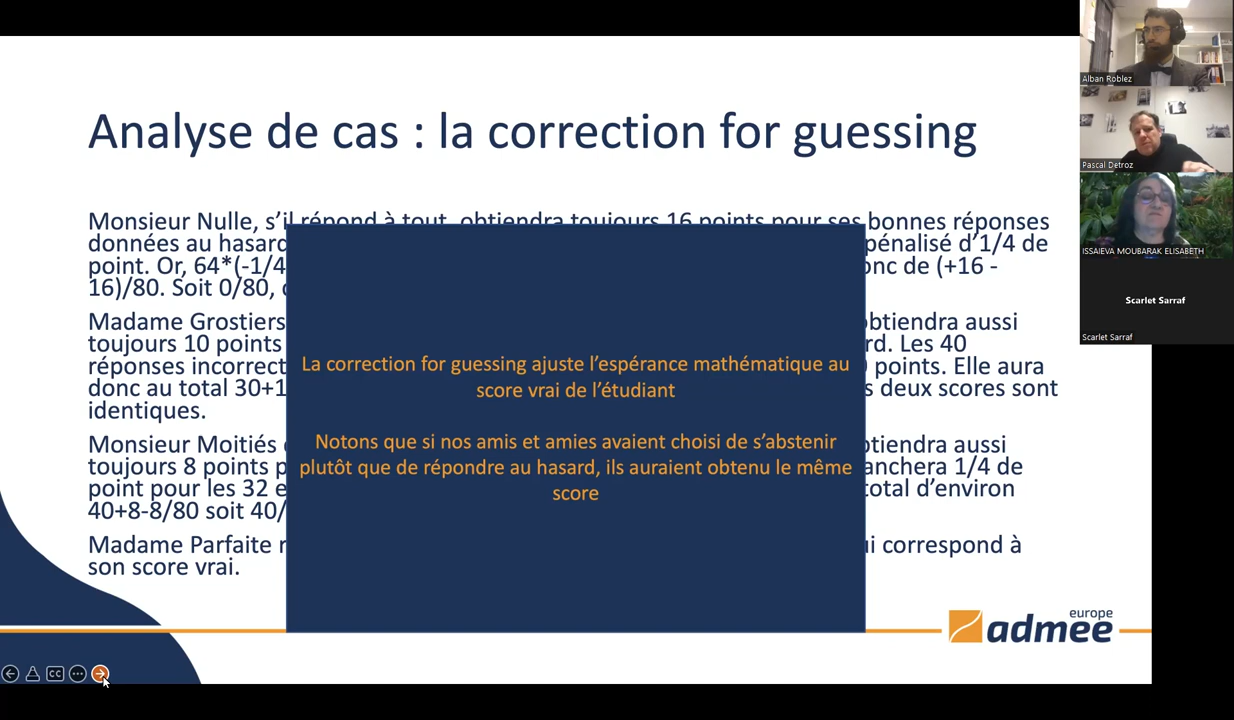 Analyse de cas : la correction for guessing
Monsieur Nulle, s'il répond à tout, obtiendra toujours 16 points pour ses bonnes réponses
données au hasard pénalisé d'1/4 de
point. Or, 64*(-1/4 onc de (+16 -
16)/80. Soit 0/80,
Madame Grostiers obtiendra aussi
toujours 10 points rd. Les 40
réponses incorrect points. Elle aura
donc au total 30+1 s deux scores sont
identiques.
Monsieur Moitiés btiendra aussi
toujours 8 points p anchera 1/4 de
point pour les 32 e total d'environ
40+8-8/80 soit 40/
Madame Parfaite ui correspond à
son score vrai.
La correction for guessing ajuste l'espérance mathématique au
score vrai de l'étudiant
Notons que si nos amis et amies avaient choisi de s'abstenir
plutôt que de répondre au hasard, ils auraient obtenu le même
score
europe
admee
CC
Alban Roblez
Pascal Detroz
ISSAIEVA MOUBARAK ELISABETH
Scarlet Sarraf
Scarlet Sarraf